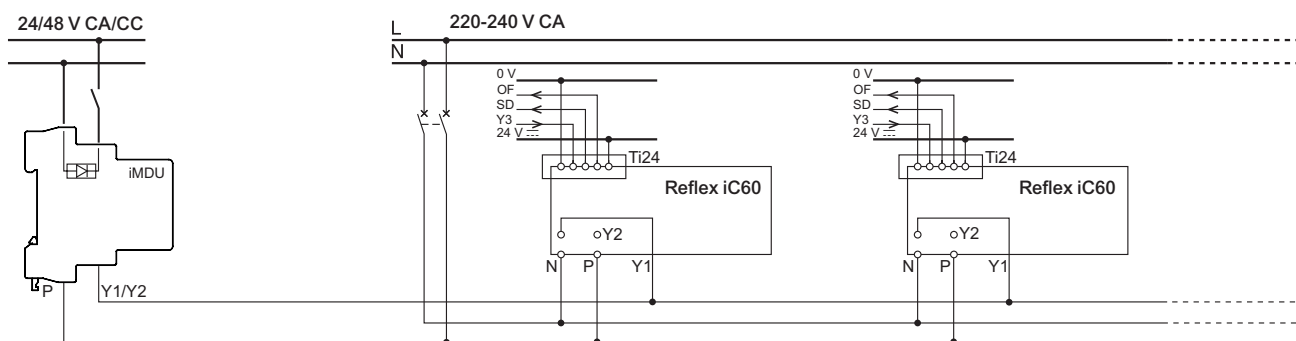 24/48 V CA/CC
L
220-240 V CA
N
0 V
OF
SD
Y3
24 V ⎓
Ti24
Reflex iC60
Y2
N
P
Y1
0 V
OF
SD
Y3
24 V ⎓
Ti24
Reflex iC60
Y2
N
P
Y1
iMDU
P
Y1/Y2